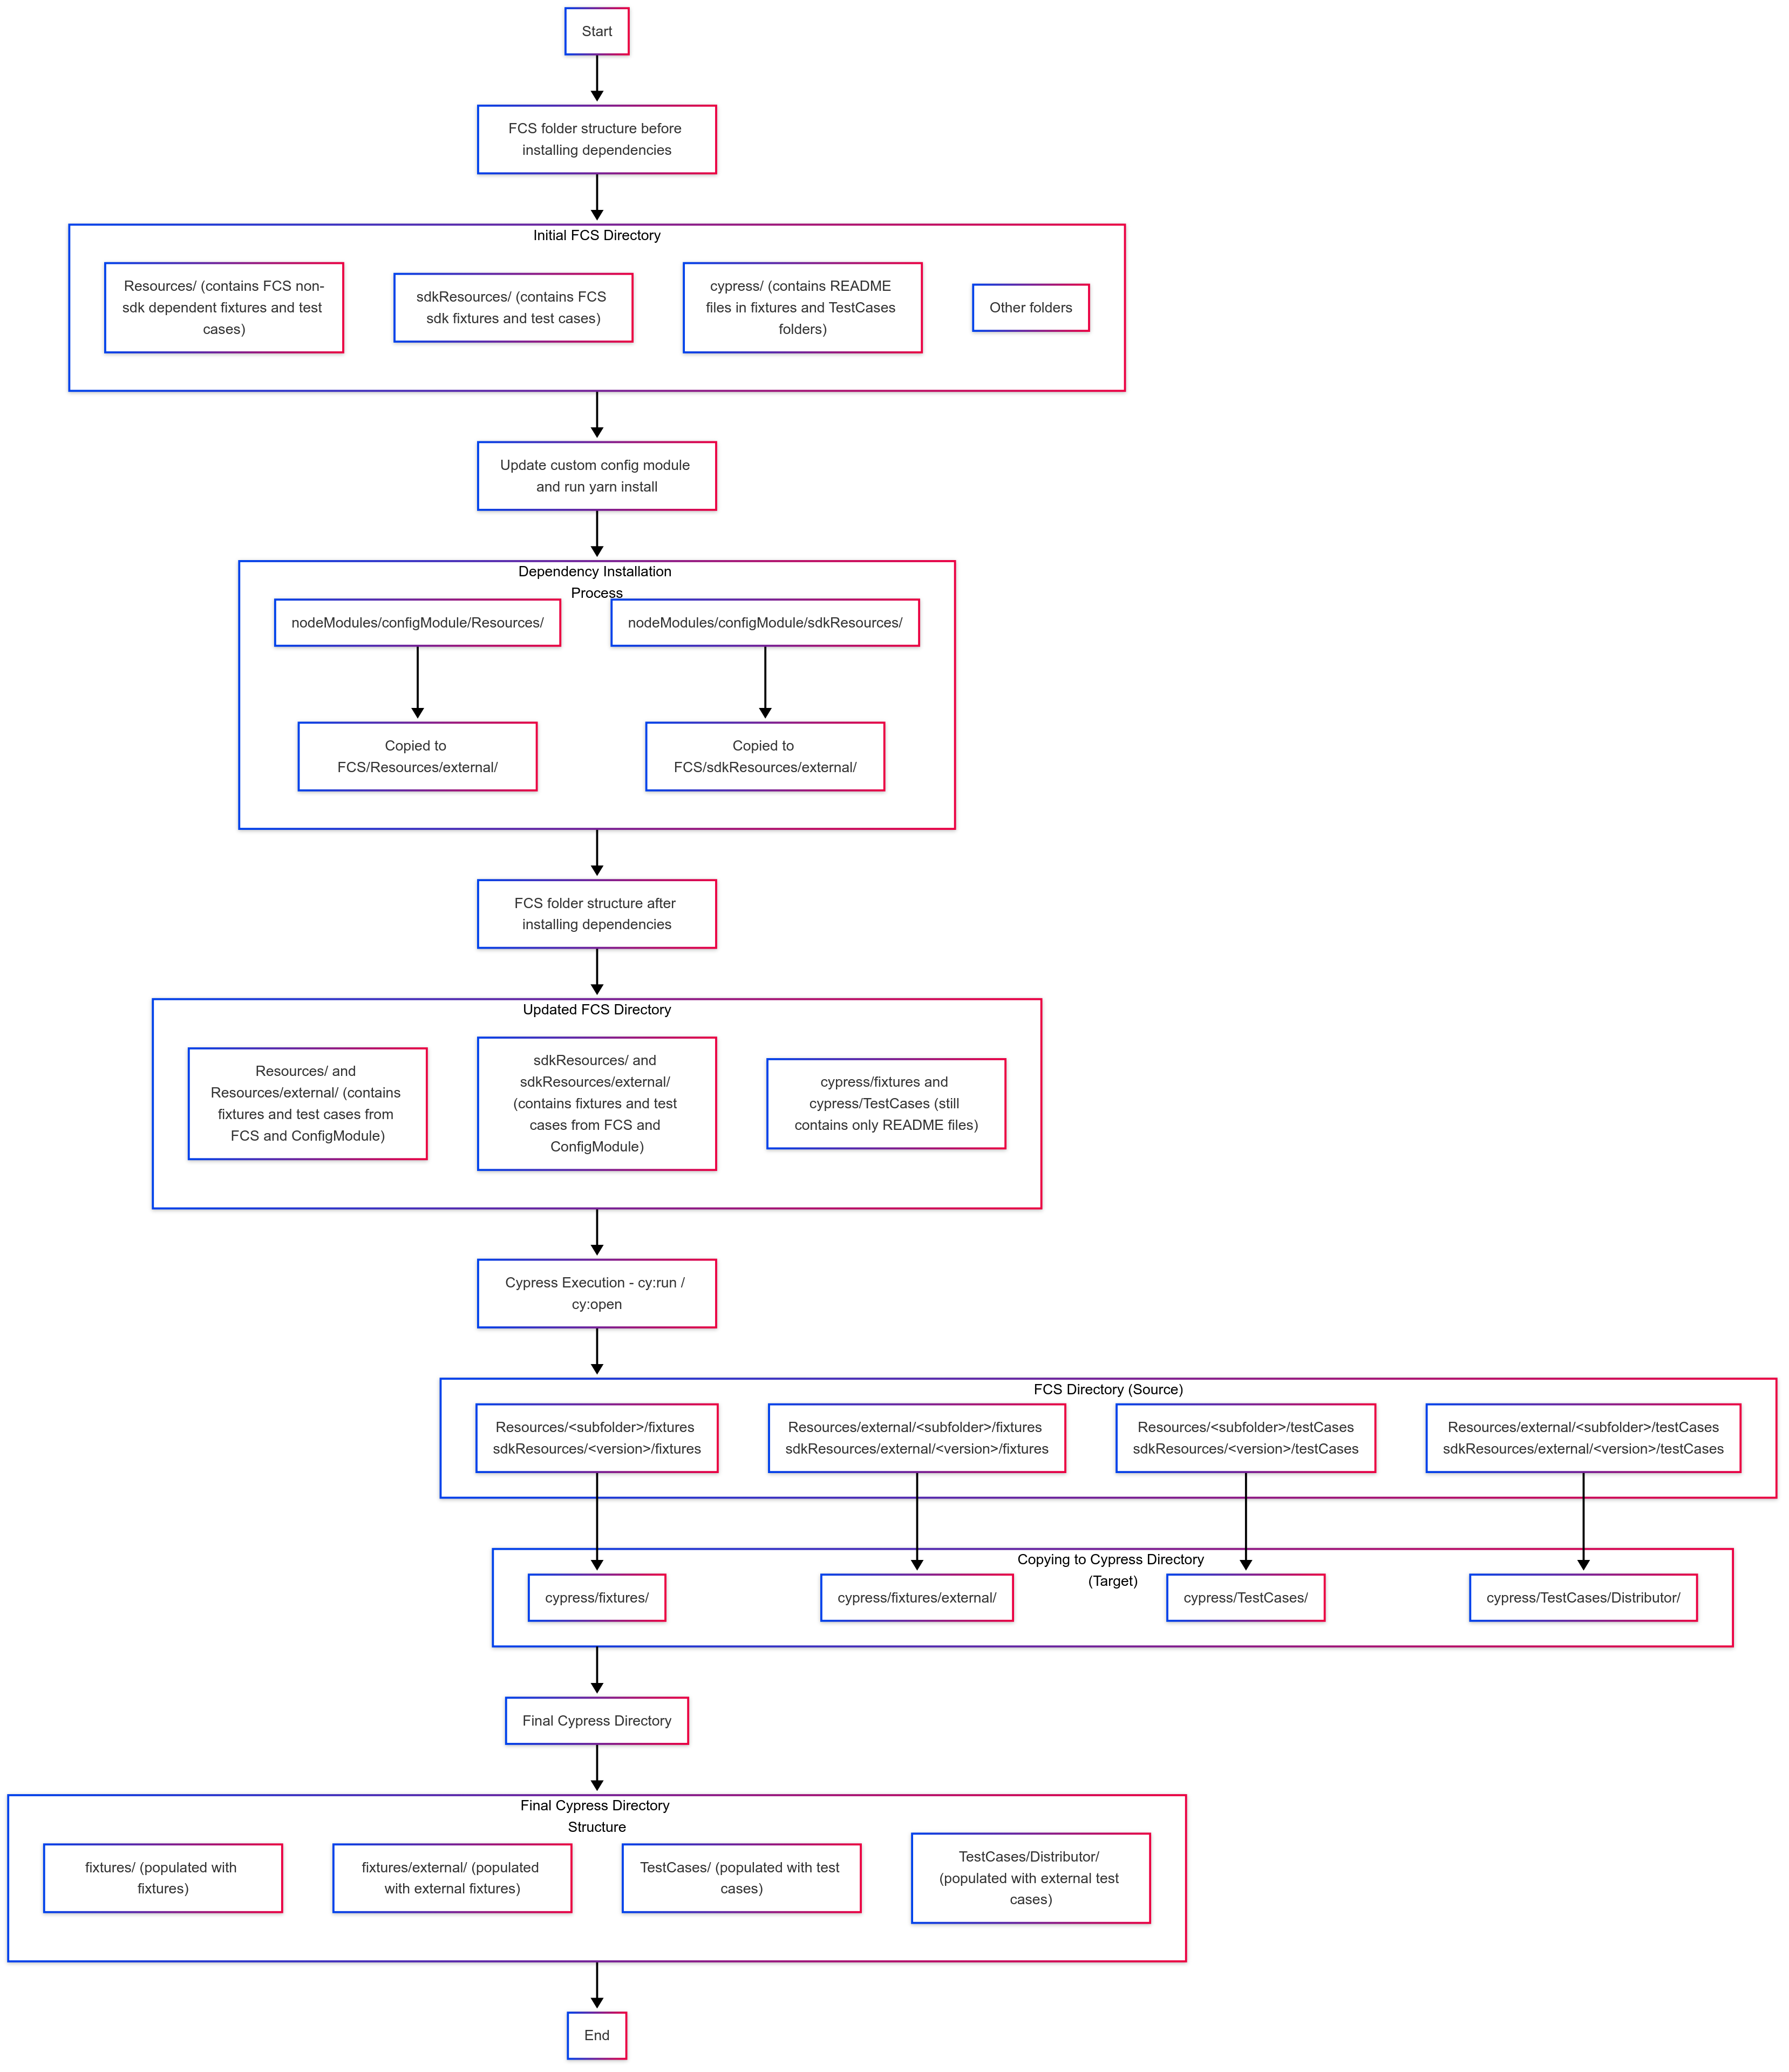 Start
FCS folder structure before
installing dependencies
Initial FCS Directory
Resources/ (contains FCS non-
sdk dependent fixtures and test
cases)
sdkResources/ (contains FCS
sdk fixtures and test cases)
cypress/ (contains README
files in fixtures and TestCases
folders)
Other folders
Update custom config module
and run yarn install
Dependency Installation
Process
nodeModules/configModule/Resources/
nodeModules/configModule/sdkResources/
Copied to
FCS/Resources/external/
Copied to
FCS/sdkResources/external/
FCS folder structure after
installing dependencies
Updated FCS Directory
Resources/ and
Resources/external/ (contains
fixtures and test cases from
FCS and ConfigModule)
sdkResources/ and
sdkResources/external/
(contains fixtures and test
cases from FCS and
ConfigModule)
cypress/fixtures and
cypress/TestCases (still
contains only README files)
Cypress Execution - cy:run /
cy:open
FCS Directory (Source)
Resources/<subfolder>/fixtures
sdkResources/<version>/fixtures
Resources/external/<subfolder>/fixtures
sdkResources/external/<version>/fixtures
Resources/<subfolder>/testCases
sdkResources/<version>/testCases
Resources/external/<subfolder>/testCases
sdkResources/external/<version>/testCases
Copying to Cypress Directory
(Target)
cypress/fixtures/
cypress/fixtures/external/
cypress/TestCases/
cypress/TestCases/Distributor/
Final Cypress Directory
Final Cypress Directory
Structure
fixtures/ (populated with
fixtures)
fixtures/external/ (populated
with external fixtures)
TestCases/ (populated with test
cases)
TestCases/Distributor/
(populated with external test
cases)
End